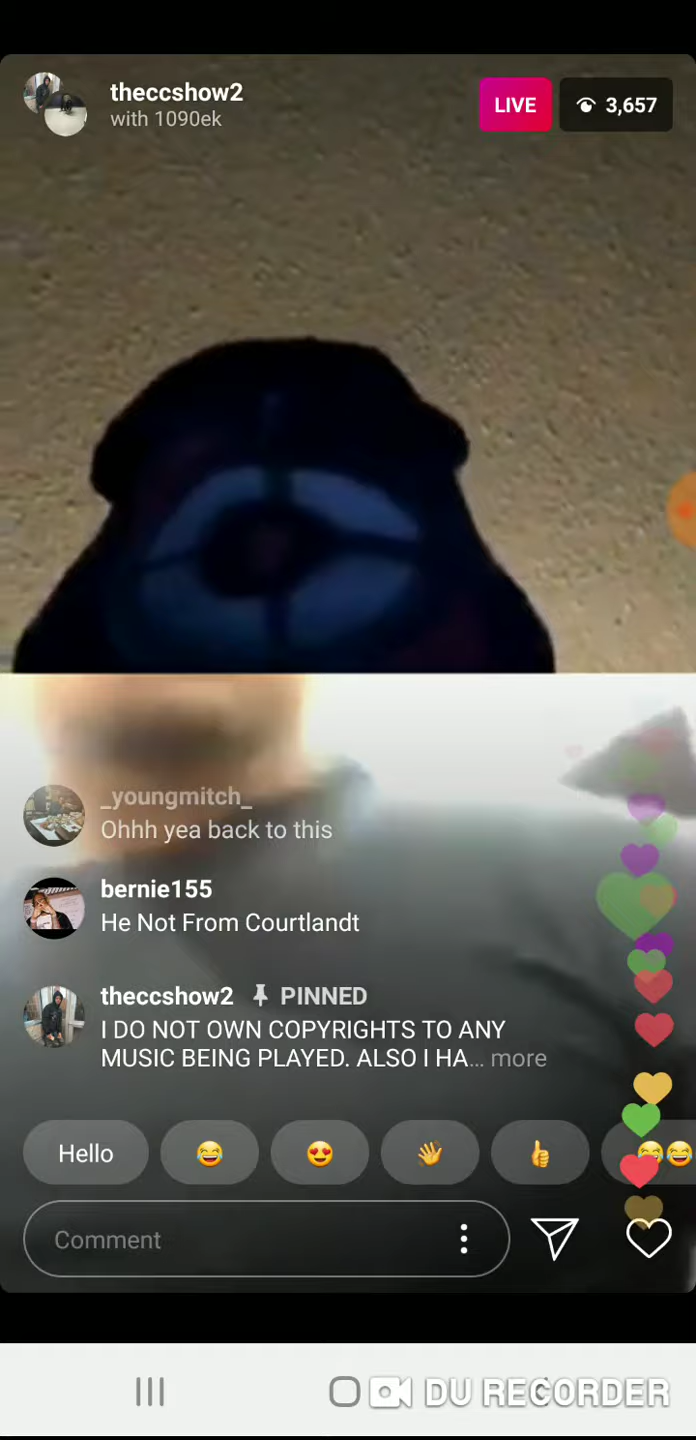 theccshow2
with 1090ek
LIVE
3,657
_youngmitch_
Ohhh yea back to this
bernie155
He Not From Courtlandt
theccshow2 PINNED
I DO NOT OWN COPYRIGHTS TO ANY
MUSIC BEING PLAYED. ALSO I HA... more
Hello
Comment
DU RECORDER